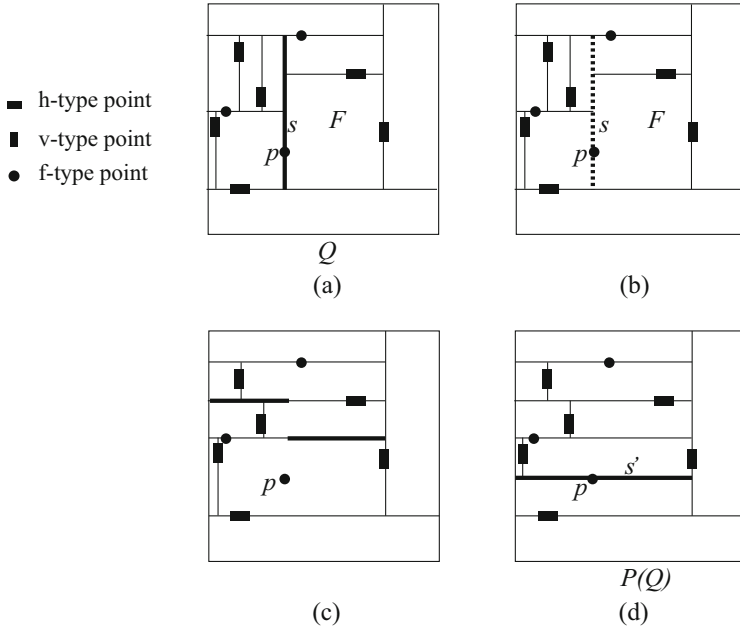 h-type point
v-type point
f-type point
s
F
p
Q
(a)
s
F
p
(b)
p
(c)
s'
p
P(Q)
(d)